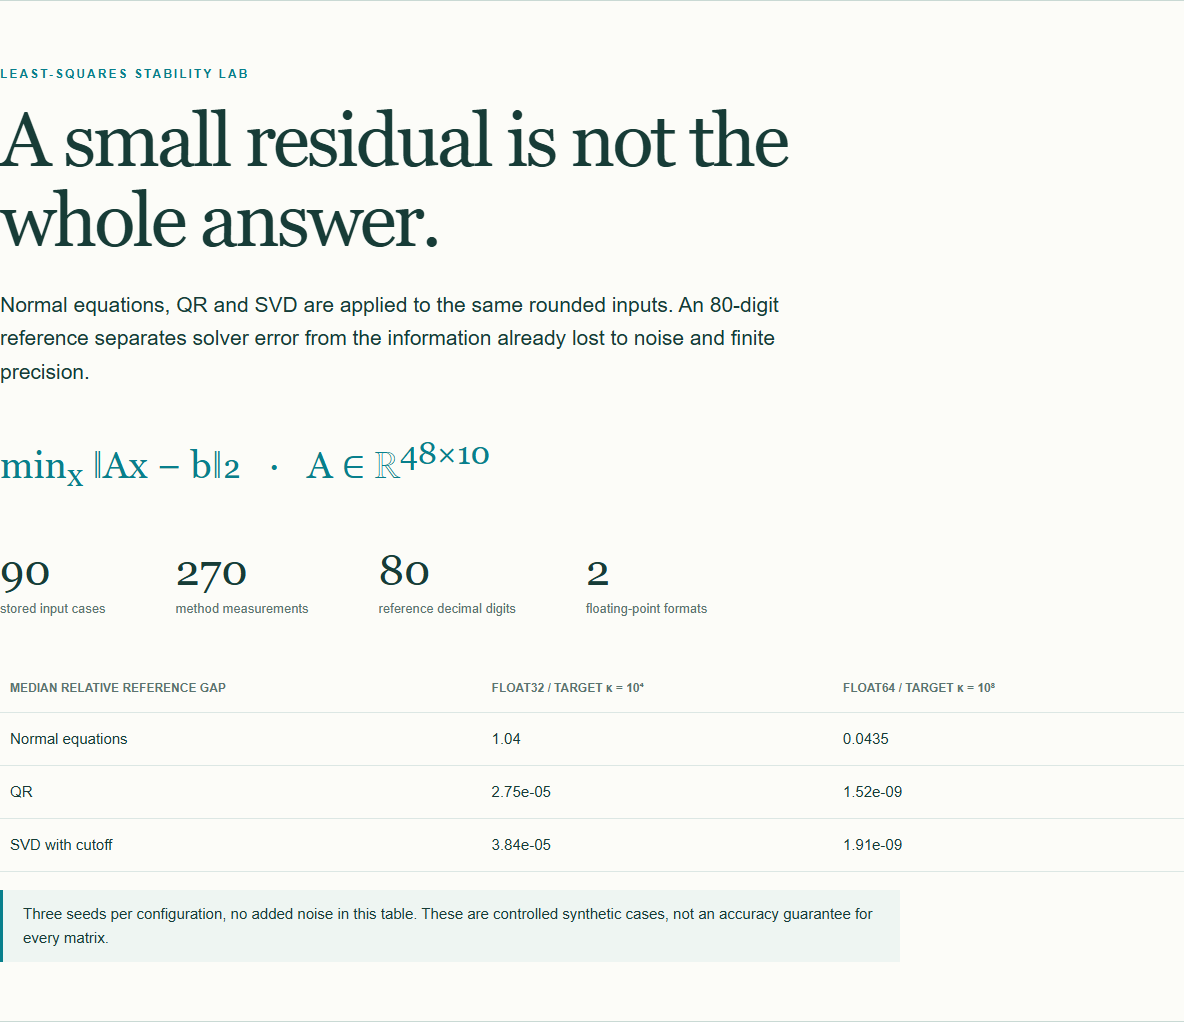 LEAST-SQUARES STABILITY LAB
A small residual is not the
whole answer.
Normal equations, QR and SVD are applied to the same rounded inputs. An 80-digit
reference separates solver error from the information already lost to noise and finite
precision.
minₓ ‖Ax − b‖₂ · A ∈ ℝ⁴⁸ˣ¹⁰
90 270 80 2
stored input cases method measurements reference decimal digits floating-point formats
MEDIAN RELATIVE REFERENCE GAP FLOAT32 / TARGET κ = 10⁴ FLOAT64 / TARGET κ = 10⁸
Normal equations 1.04 0.0435
QR 2.75e-05 1.52e-09
SVD with cutoff 3.84e-05 1.91e-09
Three seeds per configuration, no added noise in this table. These are controlled synthetic cases, not an accuracy guarantee for
every matrix.